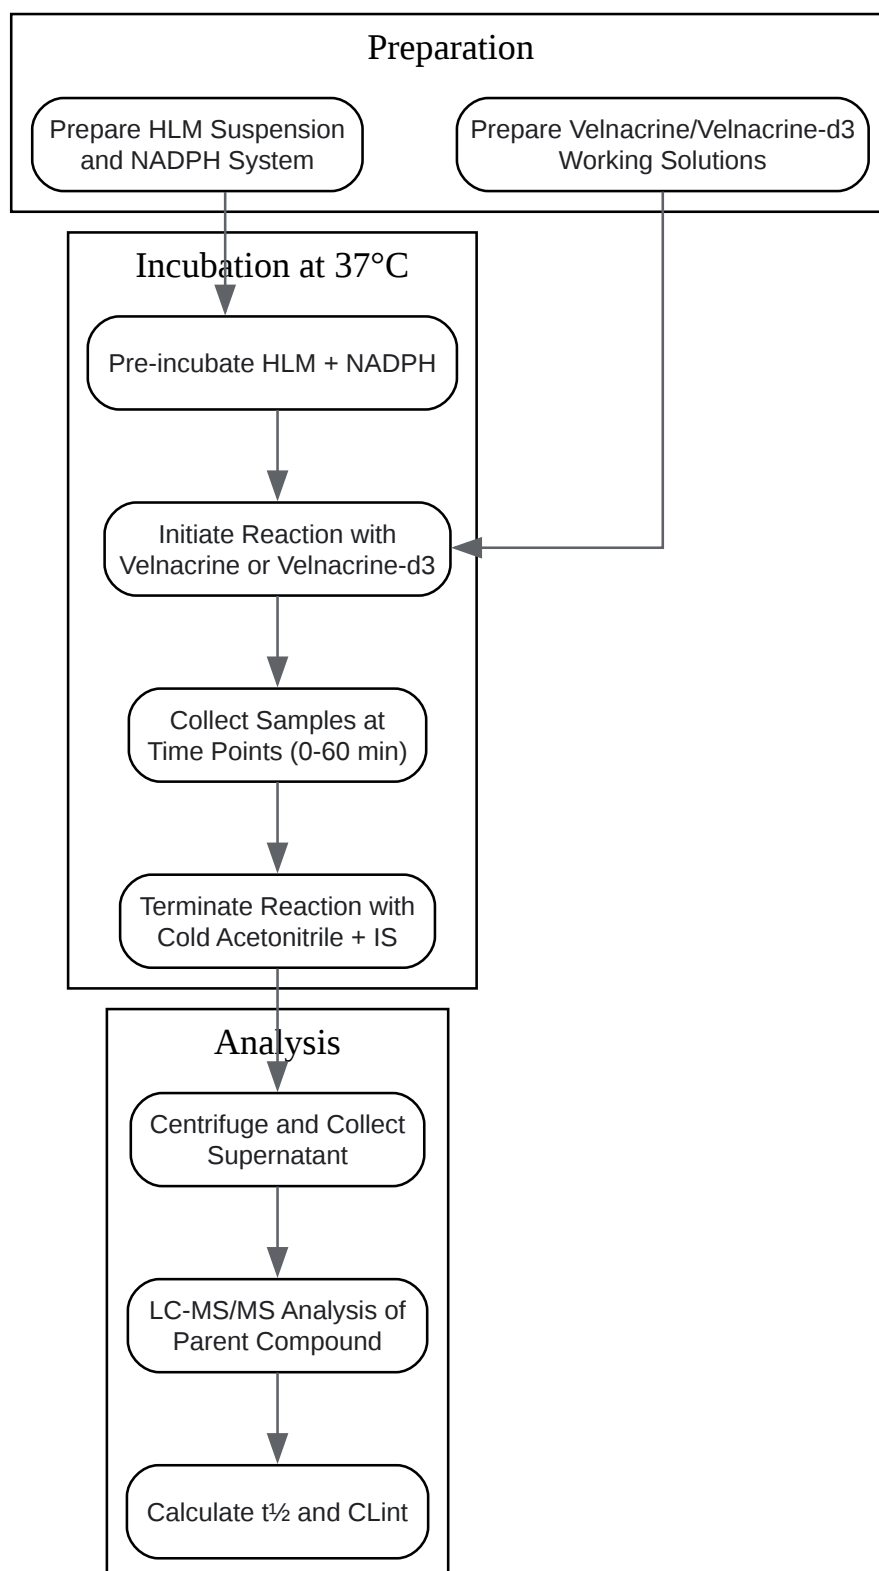 Preparation
Prepare HLM Suspension
and NADPH System
Prepare Velnacrine/Velnacrine-d3
Working Solutions
Incubation at 37°C
Pre-incubate HLM + NADPH
Initiate Reaction with
Velnacrine or Velnacrine-d3
Collect Samples at
Time Points (0-60 min)
Terminate Reaction with
Cold Acetonitrile + IS
Analysis
Centrifuge and Collect
Supernatant
LC-MS/MS Analysis of
Parent Compound
Calculate t½ and CLint